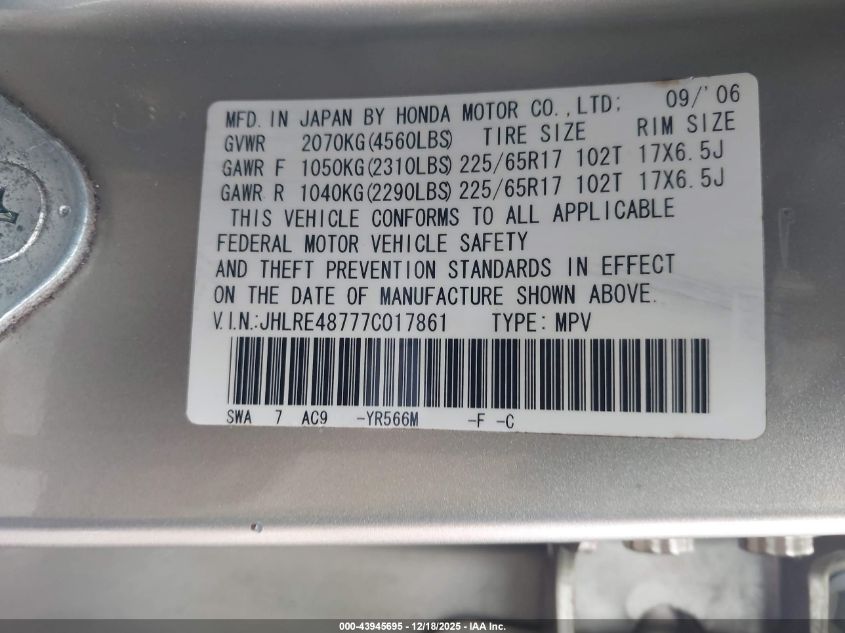 MFD. IN JAPAN BY HONDA MOTOR CO.,LTD; 09/'06
GVWR 2070KG(4560LBS) TIRE SIZE RIM SIZE
GAWR F 1050KG(2310LBS) 225/65R17 102T 17X6.5J
GAWR R 1040KG(2290LBS) 225/65R17 102T 17X6.5J
THIS VEHICLE CONFORMS TO ALL APPLICABLE
FEDERAL MOTOR VEHICLE SAFETY
AND THEFT PREVENTION STANDARDS IN EFFECT
ON THE DATE OF MANUFACTURE SHOWN ABOVE.
V.I.N.:JHLRE48777C017861 TYPE: MPV
SWA 7 AC9 -YR566M -F -C
000-43945695 - 12/18/2025 - IAA Inc.